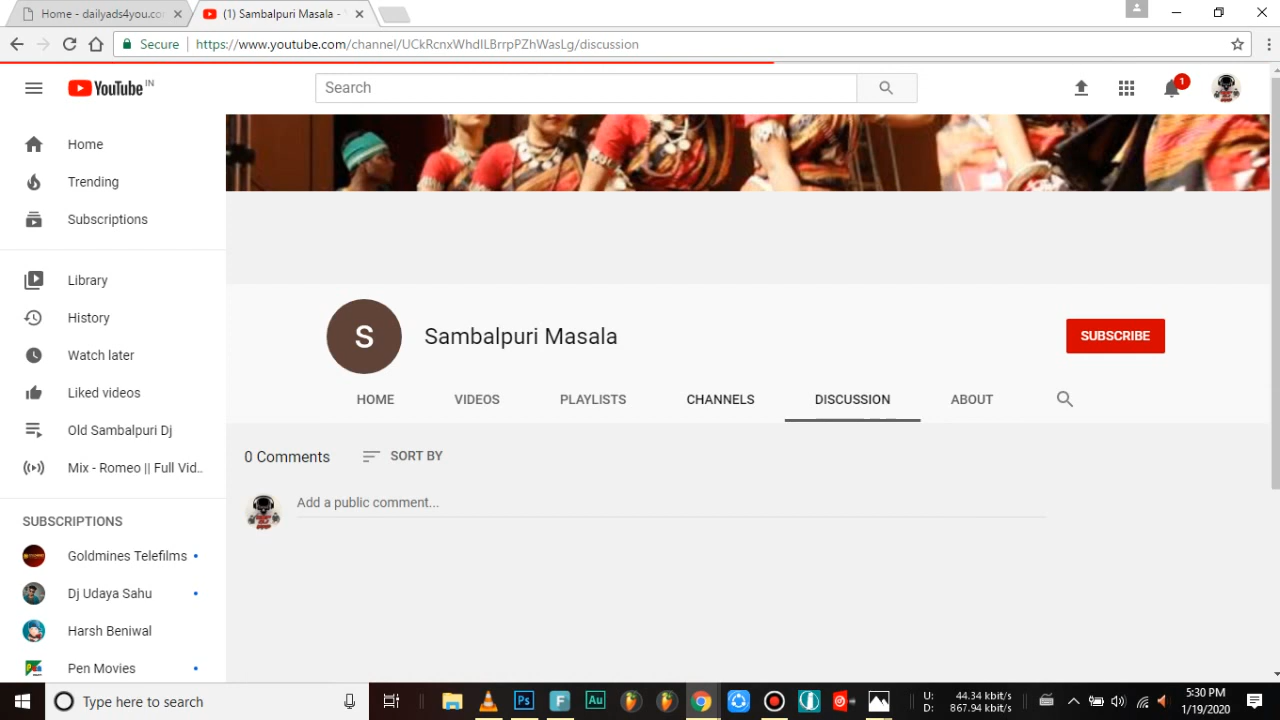 Home - dailyads4you.co
(1) Sambalpuri Masala -
Secure
https://www.youtube.com/channel/UCkRcnxWhdILBrrpPZhWasLg/discussion
YouTube IN
Search
1
Home
Trending
Subscriptions
Library
History
Watch later
Liked videos
Old Sambalpuri Dj
Mix - Romeo || Full Vid..
SUBSCRIPTIONS
Goldmines Telefilms
Dj Udaya Sahu
Harsh Beniwal
Pen Movies
S
Sambalpuri Masala
SUBSCRIBE
HOME VIDEOS PLAYLISTS CHANNELS DISCUSSION ABOUT
0 Comments SORT BY
Add a public comment...
Type here to search
Ps
F
Au
U: 44.34 kbit/s
D: 867.94 kbit/s
5:30 PM
1/19/2020